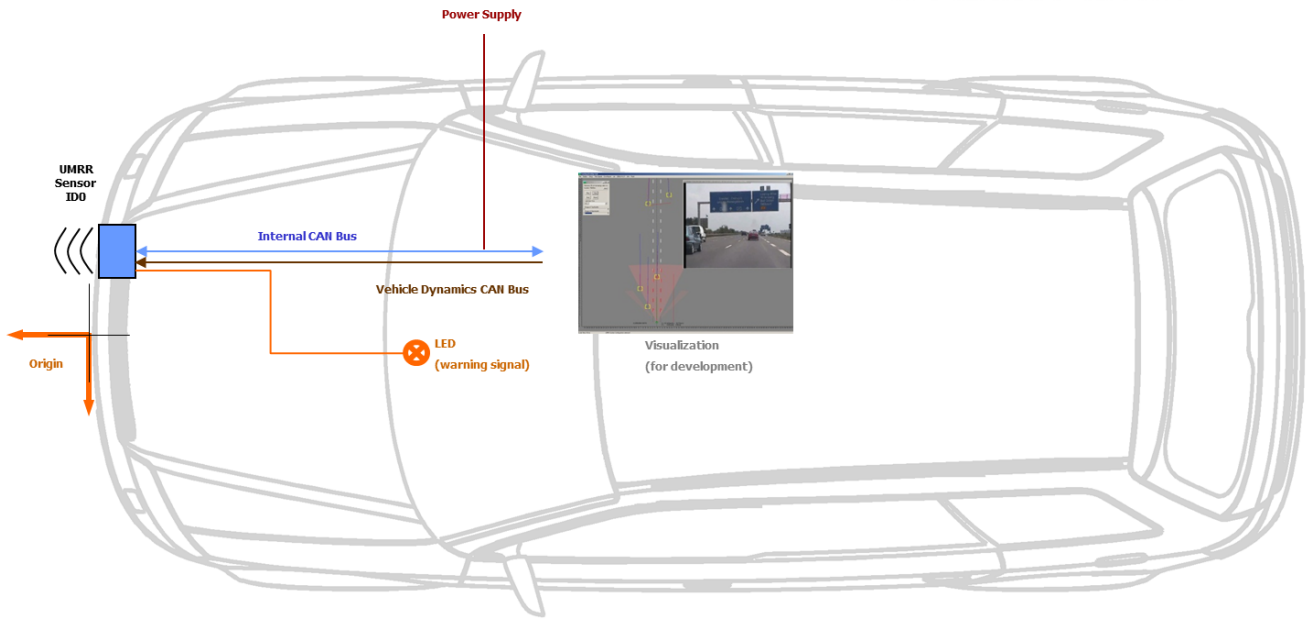 Power Supply
UMRR
Sensor
ID0
Internal CAN Bus
Vehicle Dynamics CAN Bus
LED
(warning signal)
Origin
Visualization
(for development)